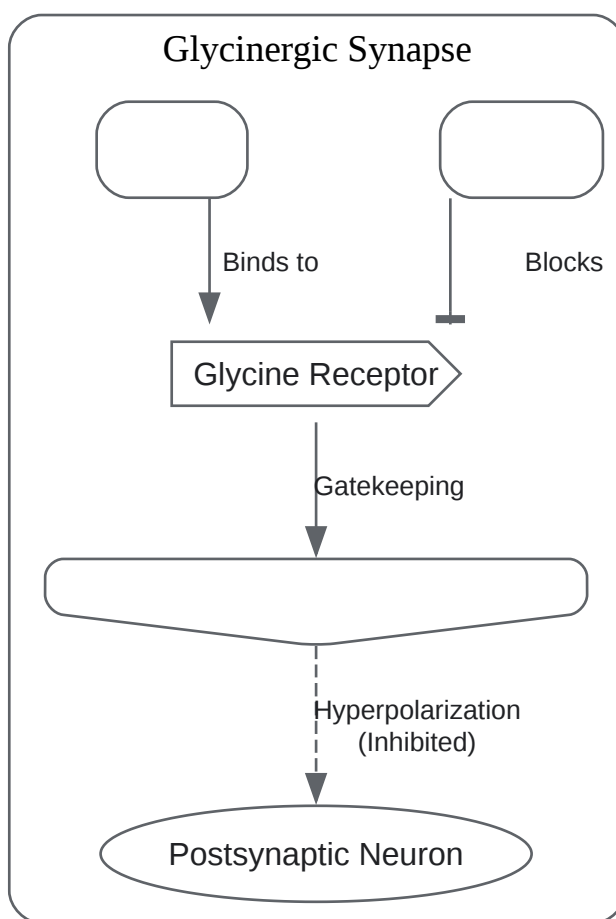 Glycinergic Synapse
Binds to
Blocks
Glycine Receptor
Gatekeeping
Hyperpolarization
(Inhibited)
Postsynaptic Neuron